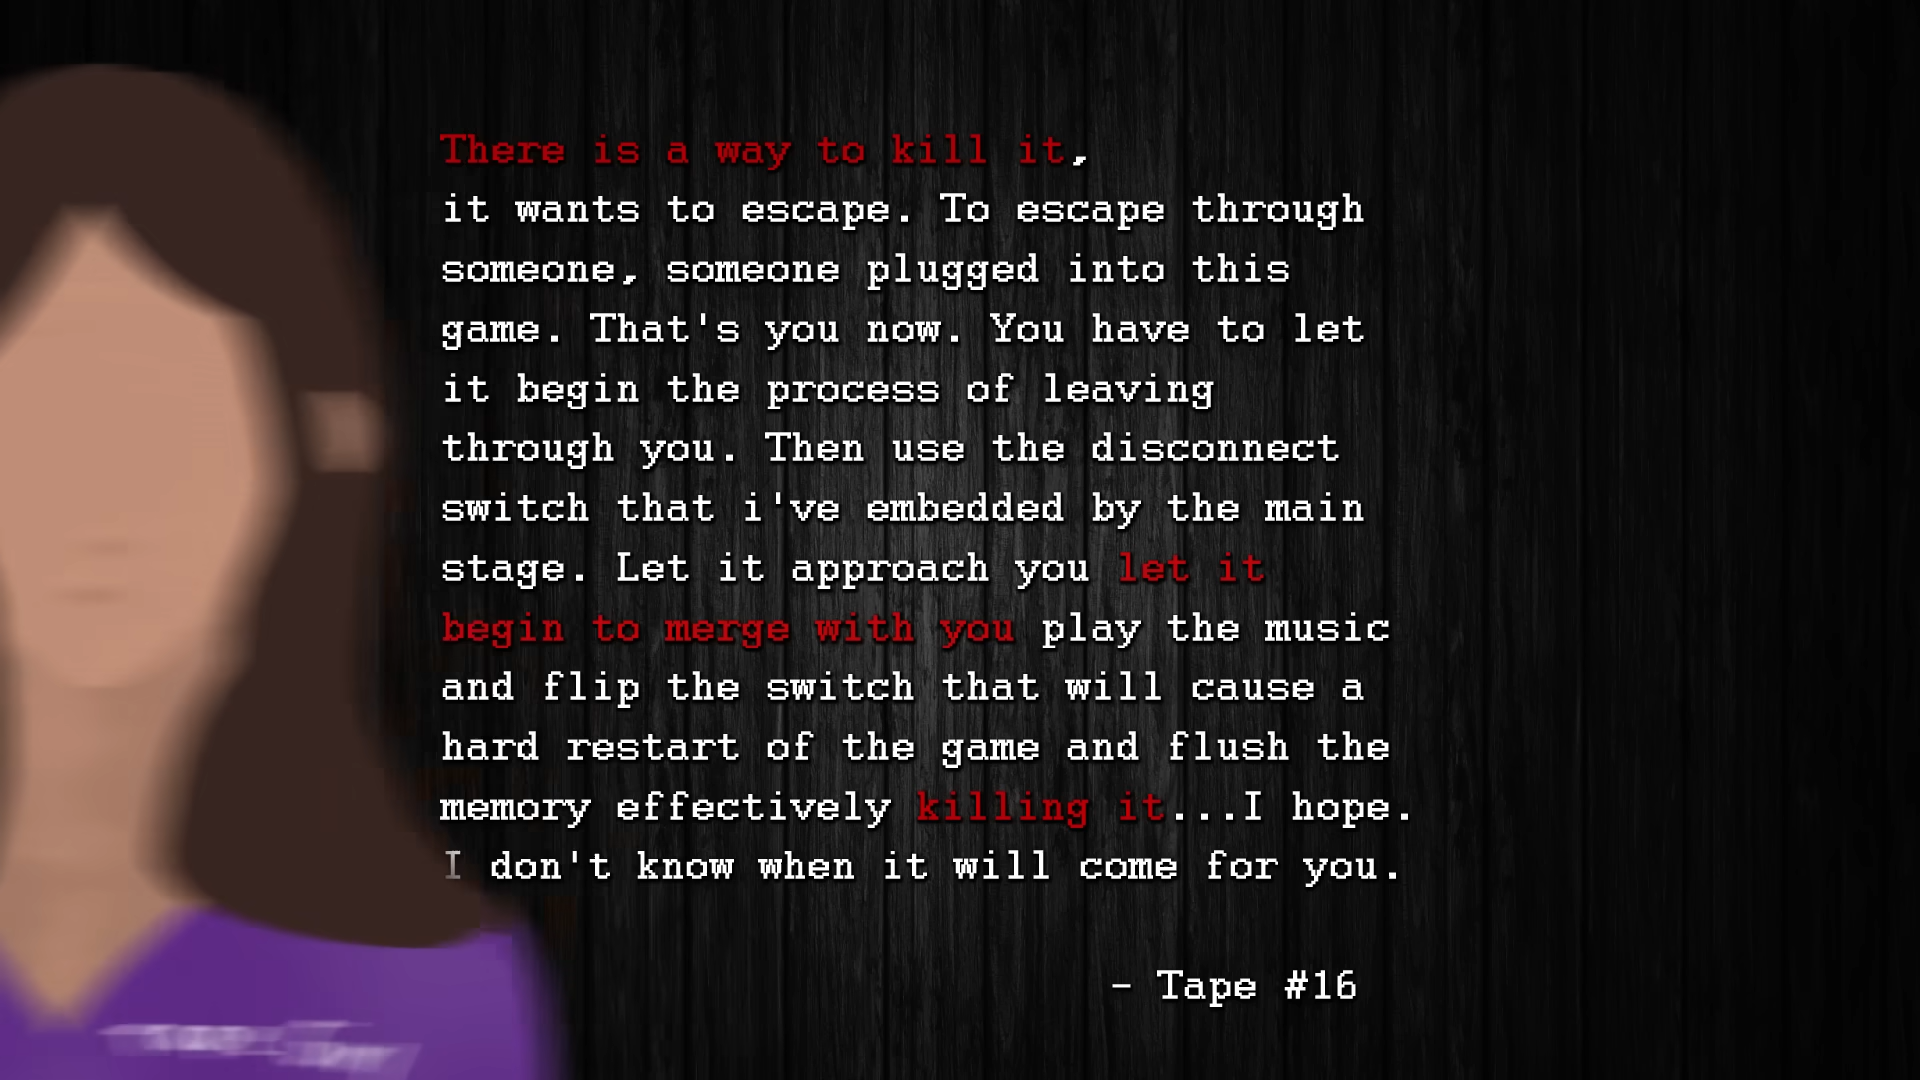 There is a way to kill it,
it wants to escape. To escape through
someone, someone plugged into this
game. That's you now. You have to let
it begin the process of leaving
through you. Then use the disconnect
switch that i've embedded by the main
stage. Let it approach you let it
begin to merge with you play the music
and flip the switch that will cause a
hard restart of the game and flush the
memory effectively killing it...I hope.
I don't know when it will come for you.
- Tape #16